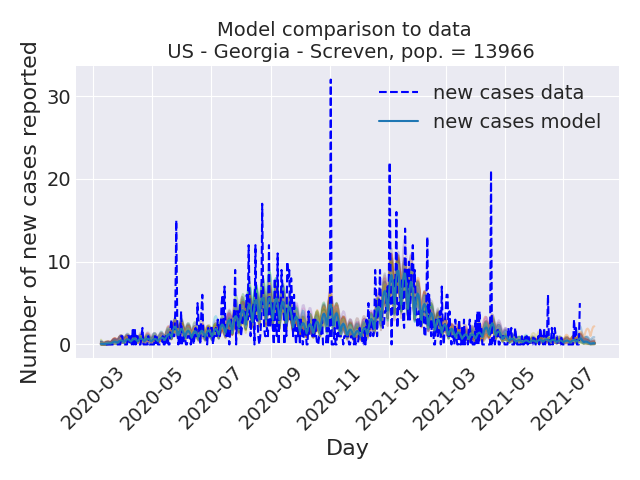 Model comparison to data
US - Georgia - Screven, pop. = 13966
Number of new cases reported
30
20
10
0
new cases data
new cases model
2020-03
2020-05
2020-07
2020-09
2020-11
2021-01
2021-03
2021-05
2021-07
Day